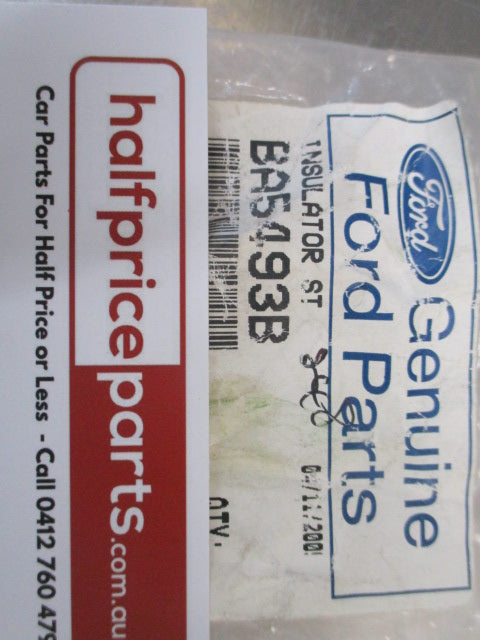 Ford
Genuine
Ford Parts
INSULATOR ST
BA5493B
QTY:
halfpriceparts.com.au
Car Parts For Half Price or Less - Call 0412 760 479